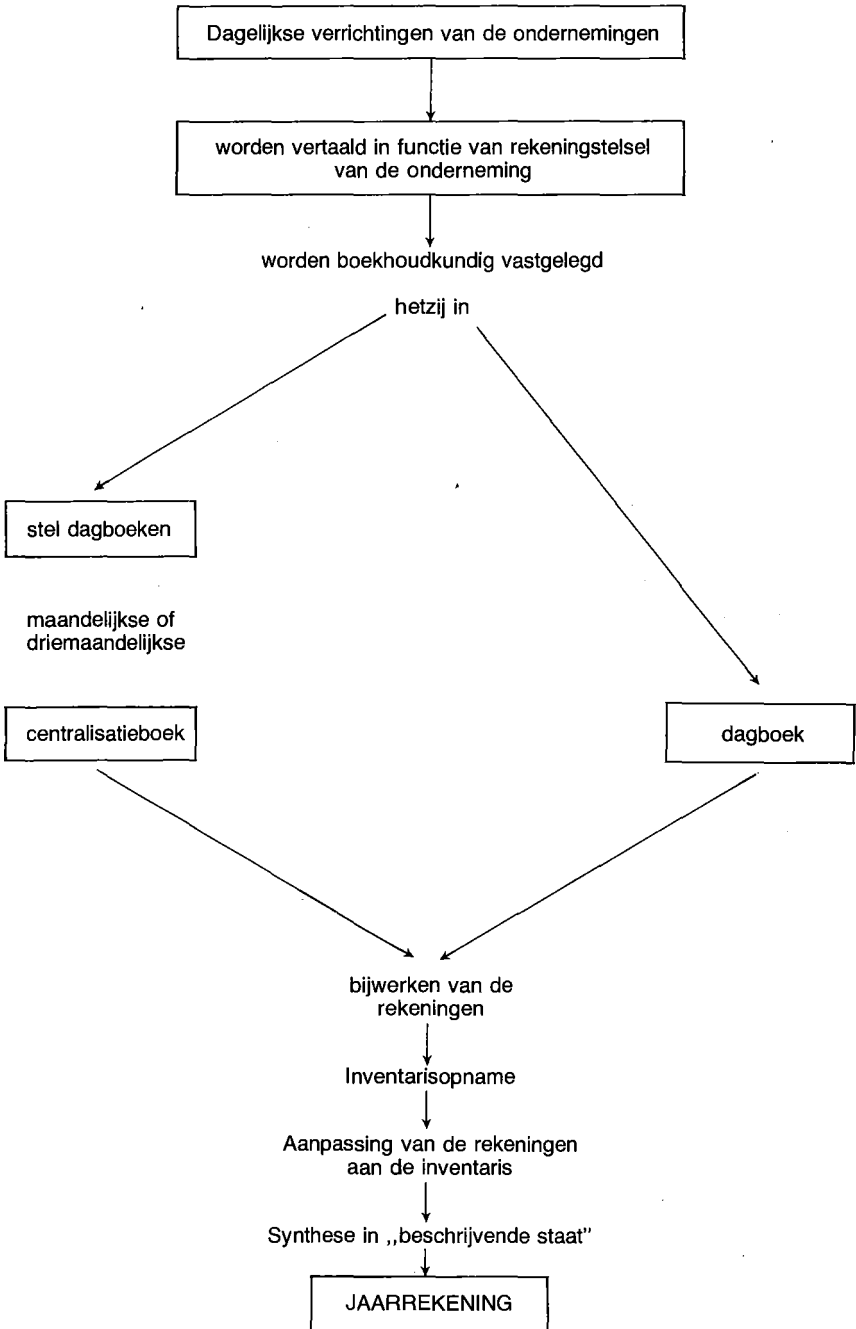 Dagelijkse verrichtingen van de ondernemingen
worden vertaald in functie van rekeningstelsel
van de onderneming
worden boekhoudkundig vastgelegd
hetzij in
stel dagboeken
maandelijkse of
driemaandelijkse
centralisatieboek
dagboek
bijwerken van de
rekeningen
Inventarisopname
Aanpassing van de rekeningen
aan de inventaris
Synthese in ,,beschrijvende staat"
JAARREKENING